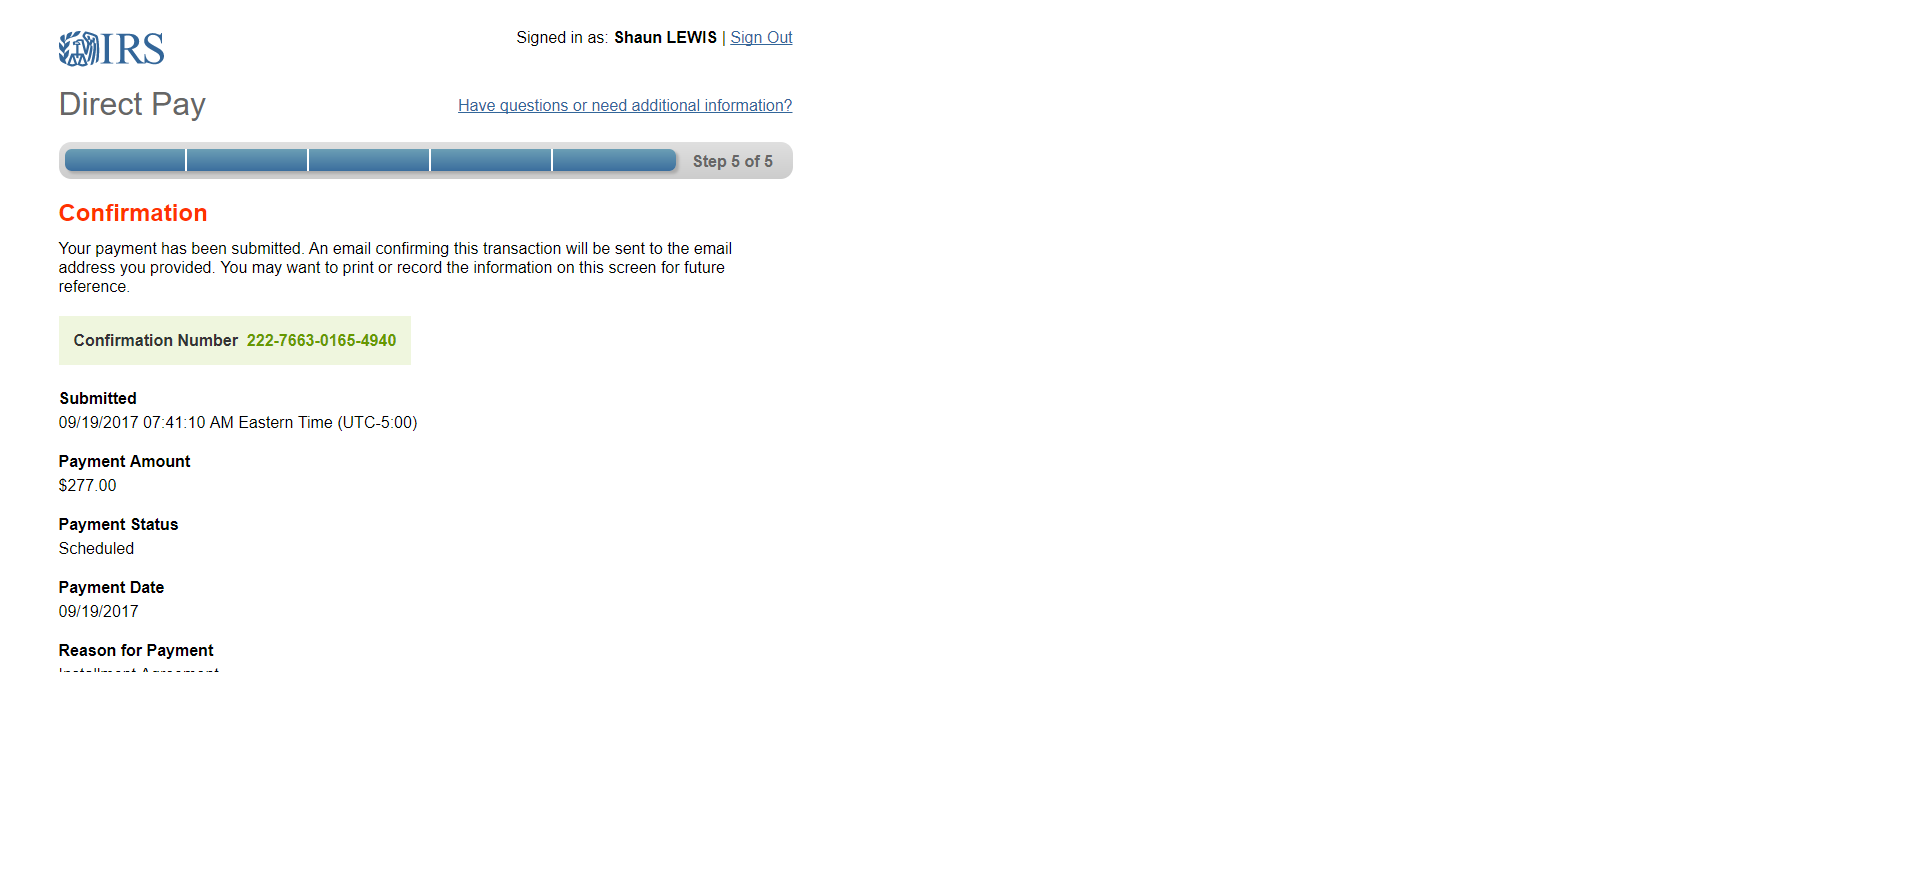 IRS
Signed in as: Shaun LEWIS | Sign Out
Direct Pay
Have questions or need additional information?
Step 5 of 5
Confirmation
Your payment has been submitted. An email confirming this transaction will be sent to the email
address you provided. You may want to print or record the information on this screen for future
reference.
Confirmation Number 222-7663-0165-4940
Submitted
09/19/2017 07:41:10 AM Eastern Time (UTC-5:00)
Payment Amount
$277.00
Payment Status
Scheduled
Payment Date
09/19/2017
Reason for Payment
Installment Agreement